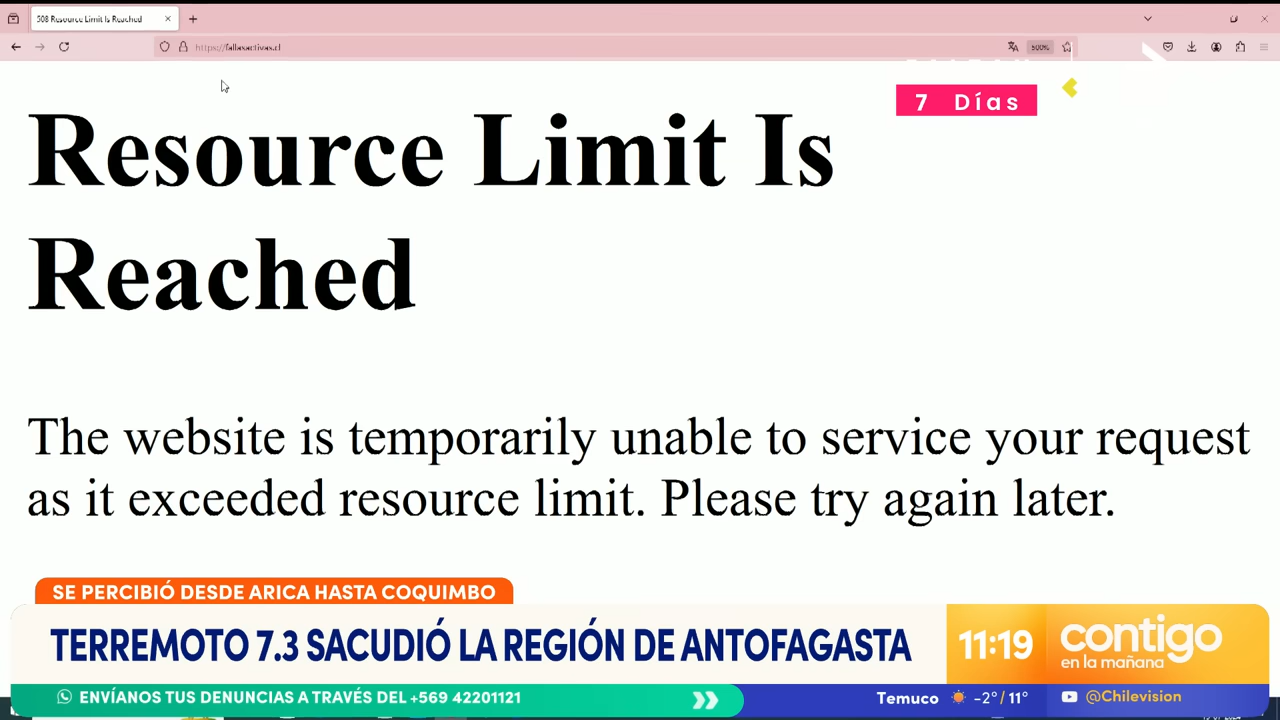 508 Resource Limit Is Reached
https://fallasactivas.cl
500%
7 Días
Resource Limit Is
Reached
The website is temporarily unable to service your request
as it exceeded resource limit. Please try again later.
SE PERCIBIÓ DESDE ARICA HASTA COQUIMBO
TERREMOTO 7.3 SACUDIÓ LA REGIÓN DE ANTOFAGASTA
11:19
contigo
en la mañana
ENVÍANOS TUS DENUNCIAS A TRAVÉS DEL +569 42201121
Temuco -2°/ 11°
@Chilevision